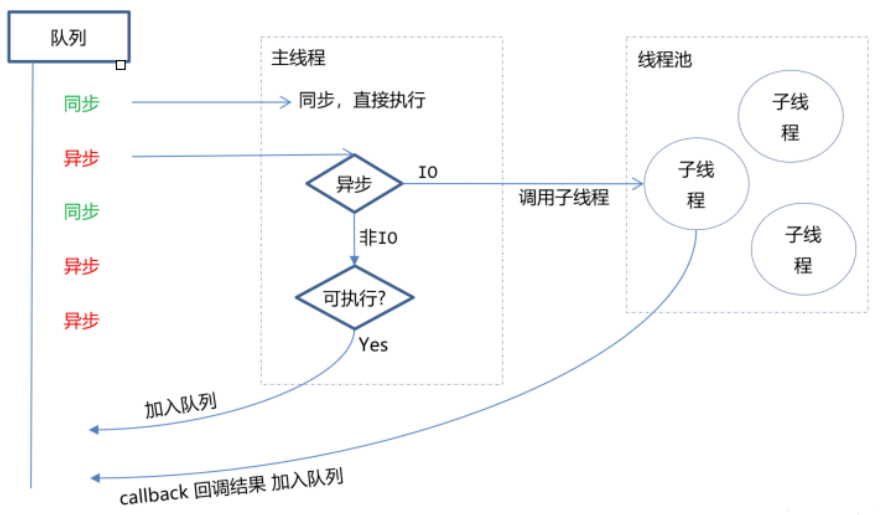 队列
主线程
线程池
同步
同步，直接执行
子线
程
异步
异步
IO
调用子线程
子线
程
同步
非IO
子线
程
异步
可执行?
异步
Yes
加入队列
callback 回调结果 加入队列